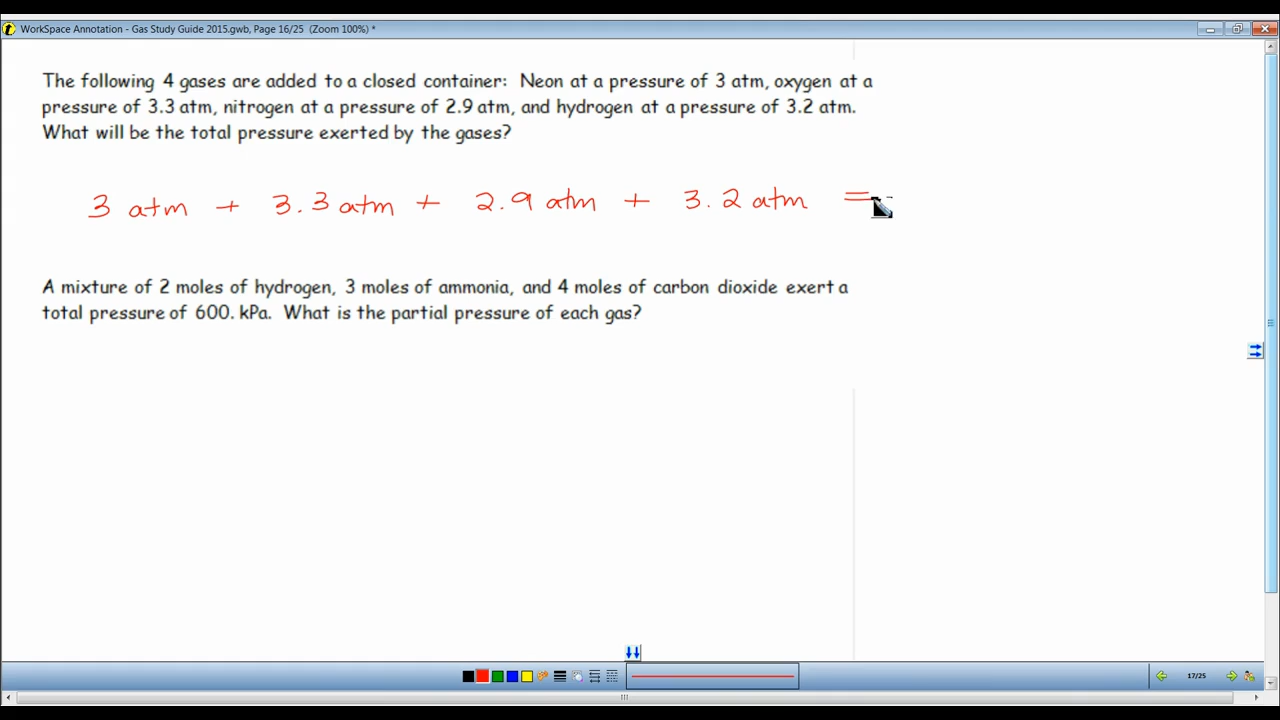 WorkSpace Annotation - Gas Study Guide 2015.gwb, Page 16/25 (Zoom 100%) *
The following 4 gases are added to a closed container: Neon at a pressure of 3 atm, oxygen at a
pressure of 3.3 atm, nitrogen at a pressure of 2.9 atm, and hydrogen at a pressure of 3.2 atm.
What will be the total pressure exerted by the gases?
3 atm + 3.3 atm + 2.9 atm + 3.2 atm =
A mixture of 2 moles of hydrogen, 3 moles of ammonia, and 4 moles of carbon dioxide exert a
total pressure of 600. kPa. What is the partial pressure of each gas?
17/25